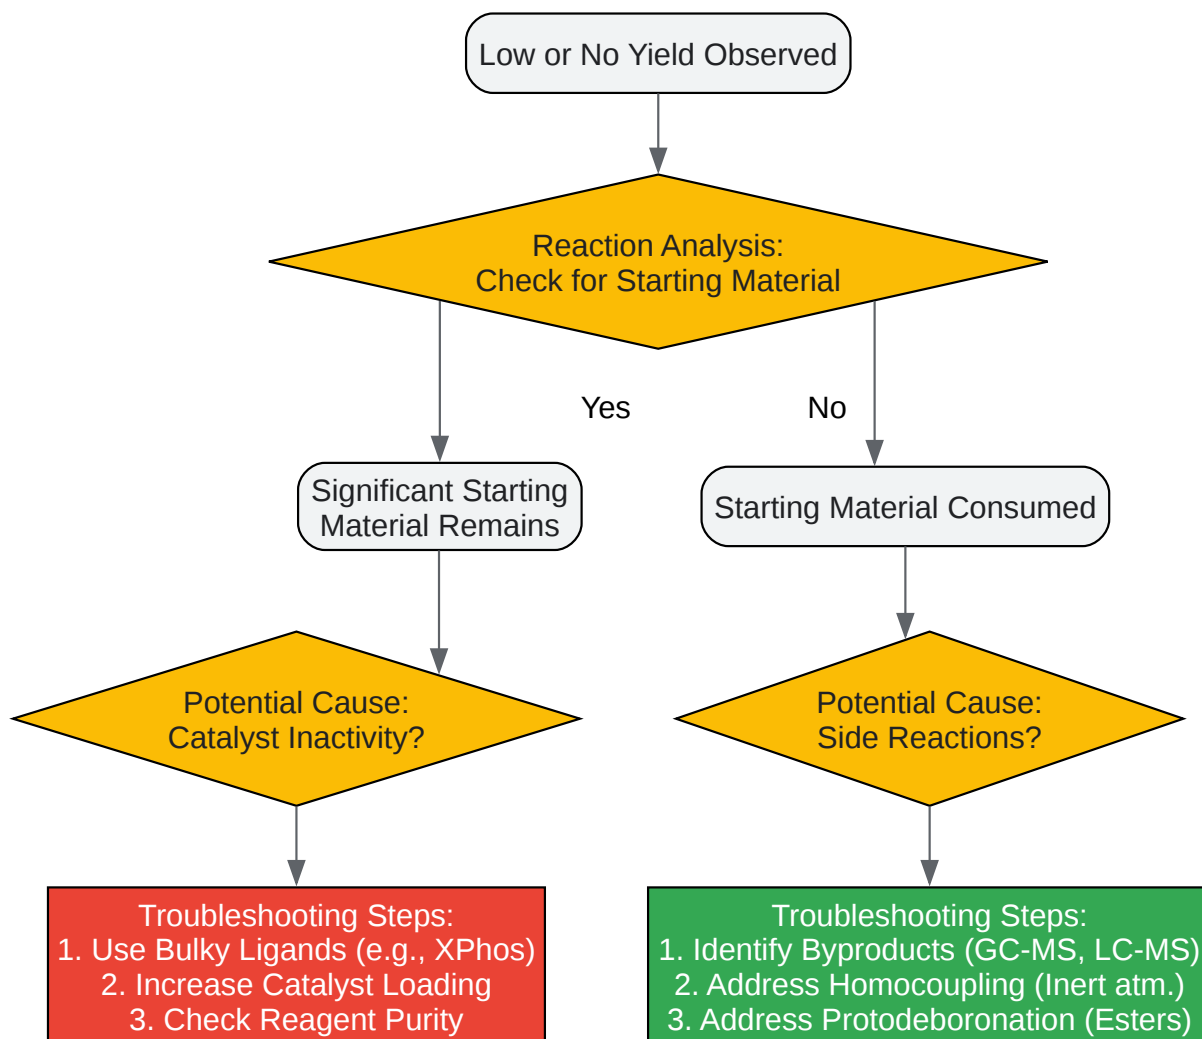 Low or No Yield Observed
Reaction Analysis:
Check for Starting Material
Yes
No
Significant Starting
Material Remains
Starting Material Consumed
Potential Cause:
Catalyst Inactivity?
Potential Cause:
Side Reactions?
Troubleshooting Steps:
1. Use Bulky Ligands (e.g., XPhos)
2. Increase Catalyst Loading
3. Check Reagent Purity
Troubleshooting Steps:
1. Identify Byproducts (GC-MS, LC-MS)
2. Address Homocoupling (Inert atm.)
3. Address Protodeboronation (Esters)